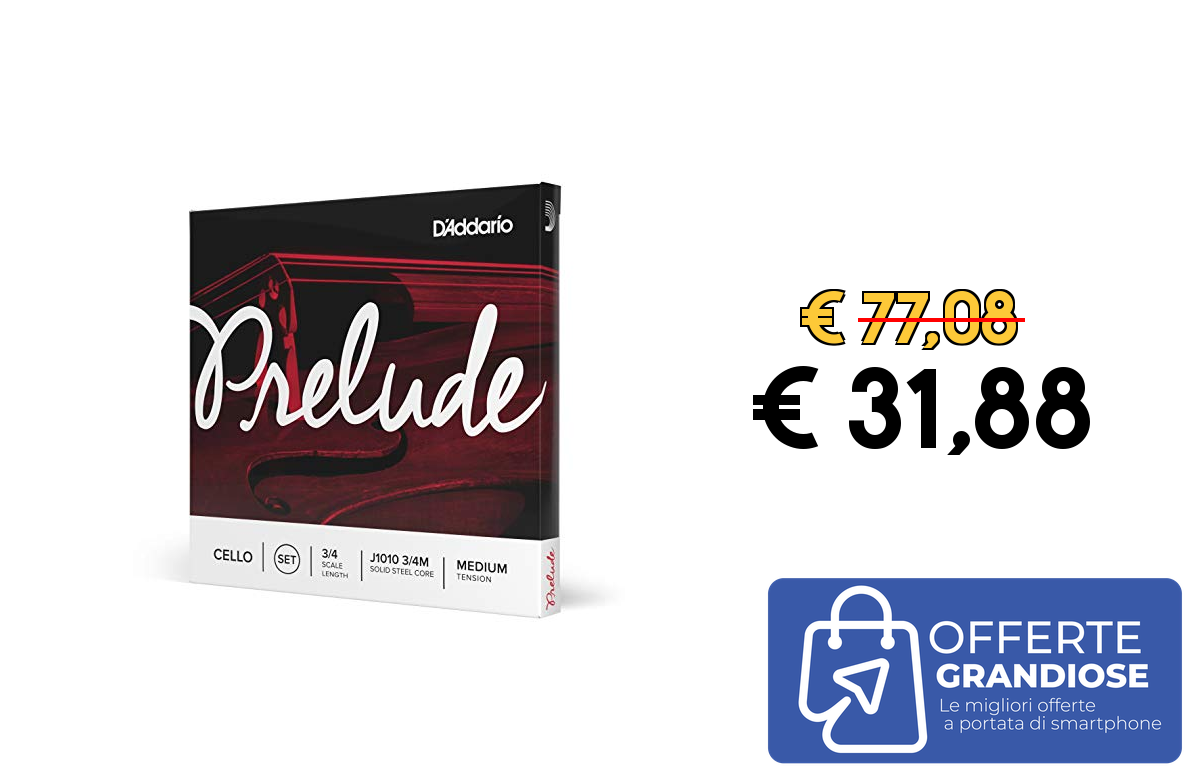 D'Addario
Prelude
CELLO
SET
3/4
SCALE
LENGTH
J1010 3/4M
SOLID STEEL CORE
MEDIUM
TENSION
Prelude
€ 77,08
€ 31,88
OFFERTE
GRANDIOSE
Le migliori offerte
a portata di smartphone